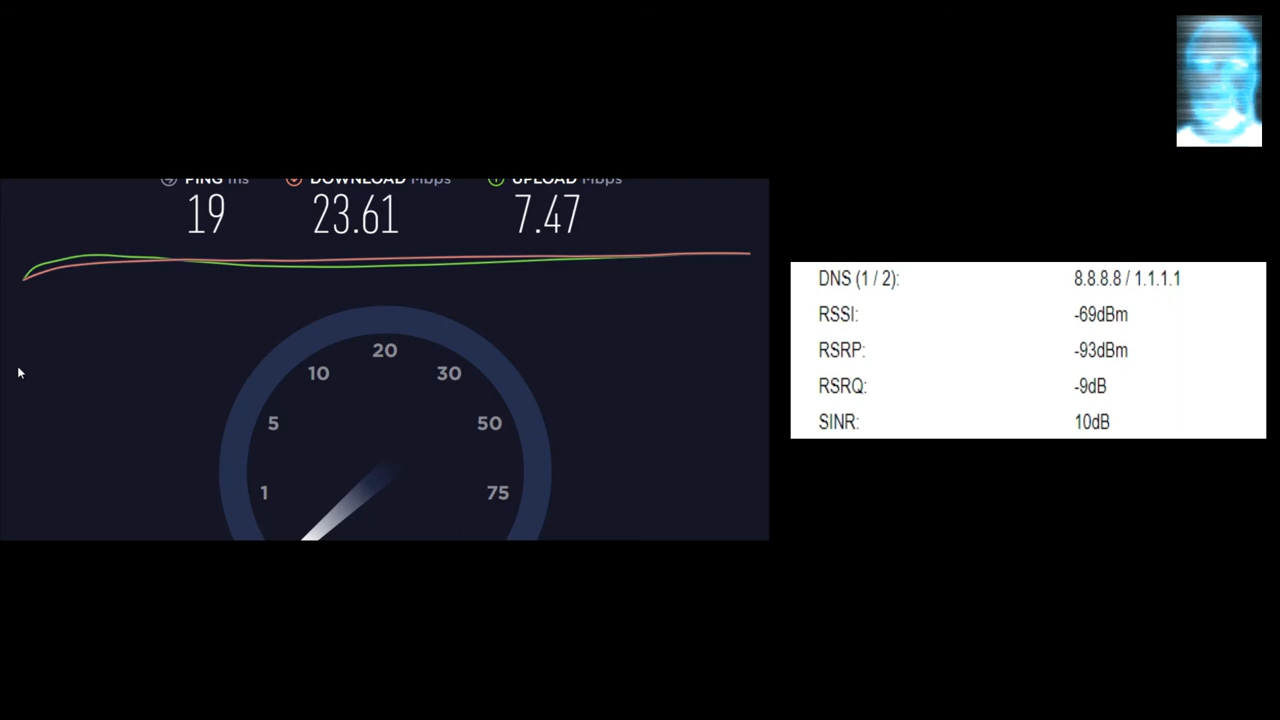 PING ms DOWNLOAD Mbps UPLOAD Mbps
19 23.61 7.47
20
10 30
5 50
1 75
DNS (1 / 2): 8.8.8.8 / 1.1.1.1
RSSI: -69dBm
RSRP: -93dBm
RSRQ: -9dB
SINR: 10dB